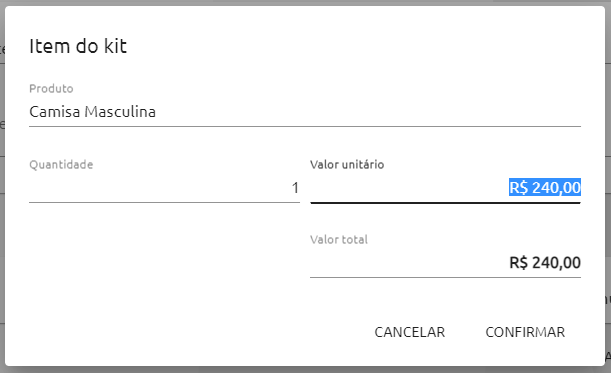 Item do kit
Produto
Camisa Masculina
Quantidade
1
Valor unitário
R$ 240,00
Valor total
R$ 240,00
CANCELAR
CONFIRMAR